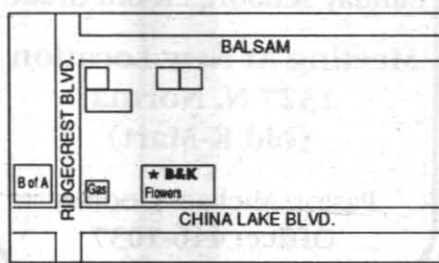 BALSAM
RIDGECREST BLVD.
B of A
Gas
★ B&K
Flowers
CHINA LAKE BLVD.